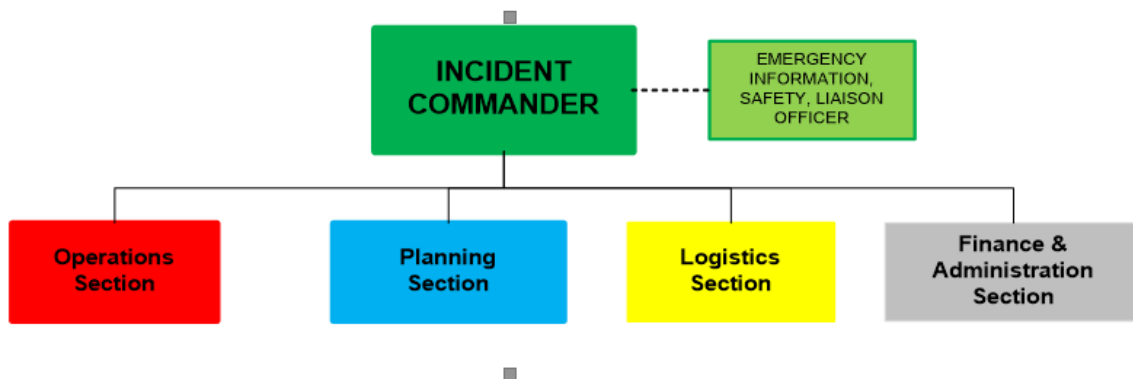 INCIDENT
COMMANDER
EMERGENCY
INFORMATION,
SAFETY, LIAISON
OFFICER
Operations
Section
Planning
Section
Logistics
Section
Finance &
Administration
Section